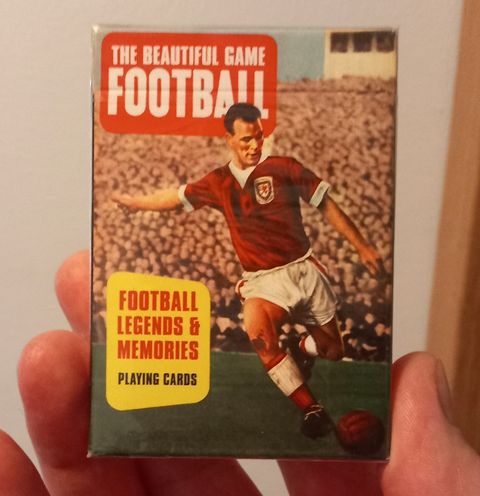 THE BEAUTIFUL GAME
FOOTBALL
FOOTBALL
LEGENDS &
MEMORIES
PLAYING CARDS